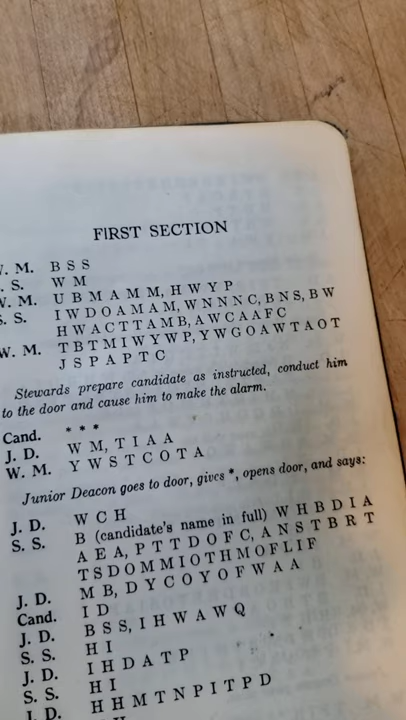 FIRST SECTION
W. M. B S S
S. S. W M
W. M. U B M A M M, H W Y P
S. S. I W D O A M A M, W N N N C, B N S, B W
H W A C T T A M B, A W C A A F C
W. M. T B T M I W Y W P, Y W G O A W T A O T
J S P A P T C
Stewards prepare candidate as instructed, conduct him
to the door and cause him to make the alarm.
Cand. * * *
J. D. W M, T I A A
W. M. Y W S T C O T A
Junior Deacon goes to door, gives *, opens door, and says:
J. D. W C H
S. S. B (candidate's name in full) W H B D I A
A E A, P T T D O F C, A N S T B R T
T S D O M M I O T H M O F L I F
J. D. M B, D Y C O Y O F W A A
Cand. I D
J. D. B S S, I H W A W Q
S. S. H I
J. D. I H D A T P
S. S. H I
J. D. H H M T N P I T P D